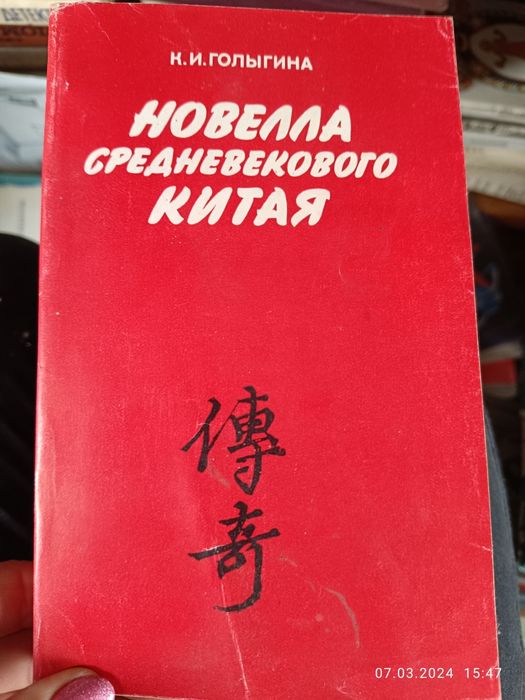 К.И.ГОЛЫГИНА
НОВЕЛЛА
СРЕДНЕВЕКОВОГО
КИТАЯ
傳
奇
07.03.2024 15:47